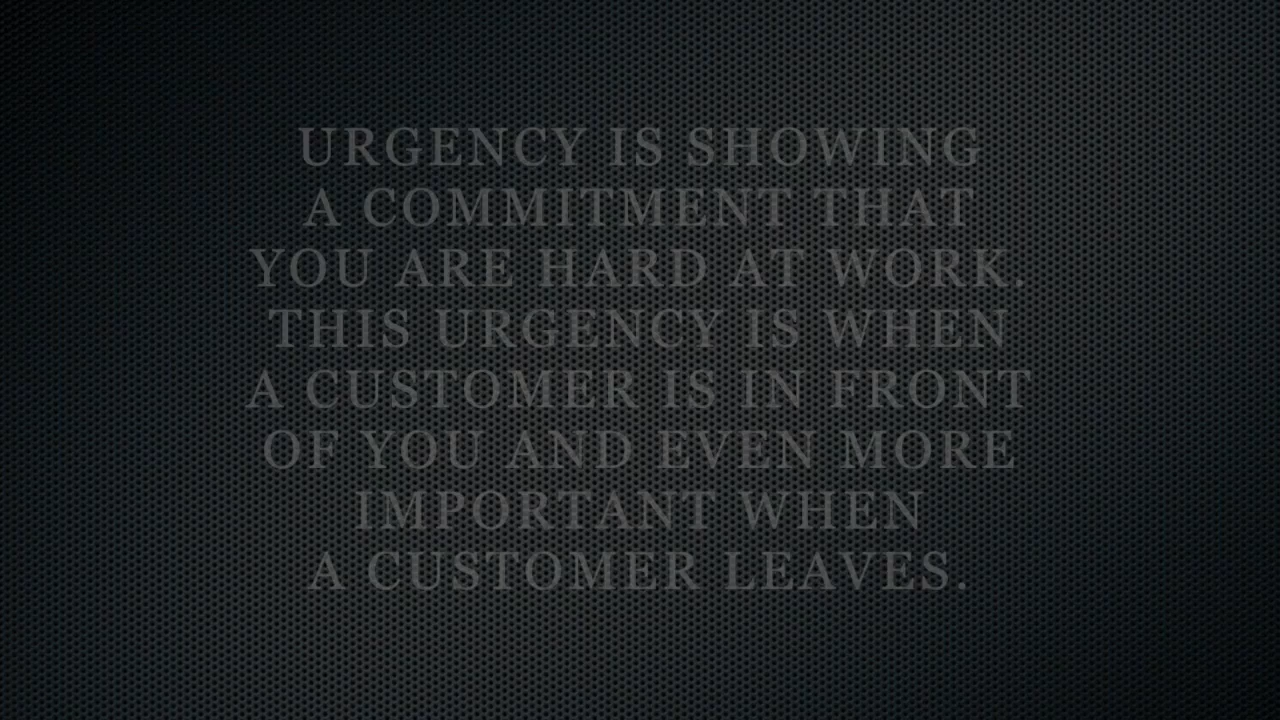 URGENCY IS SHOWING
A COMMITMENT THAT
YOU ARE HARD AT WORK.
THIS URGENCY IS WHEN
A CUSTOMER IS IN FRONT
OF YOU AND EVEN MORE
IMPORTANT WHEN
A CUSTOMER LEAVES.